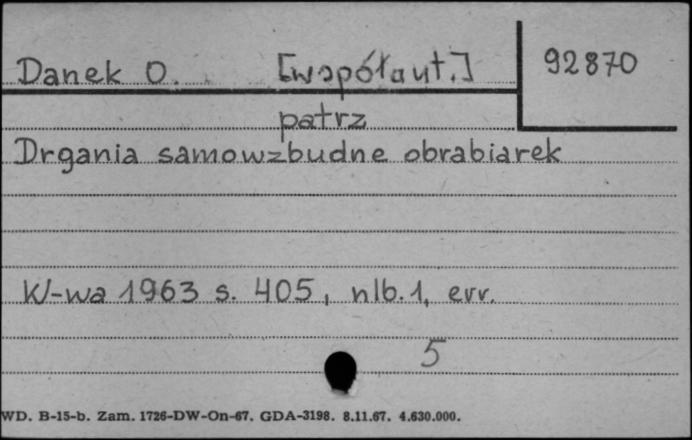 Danek O. [współaut.] 92870
patrz
Drgania samowzbudne obrabiarek
W-wa 1963 s. 405, nlb. 1, err.
5
WD. B-15-b. Zam. 1726-DW-On-67. GDA-3198. 8.11.67. 4.630.000.